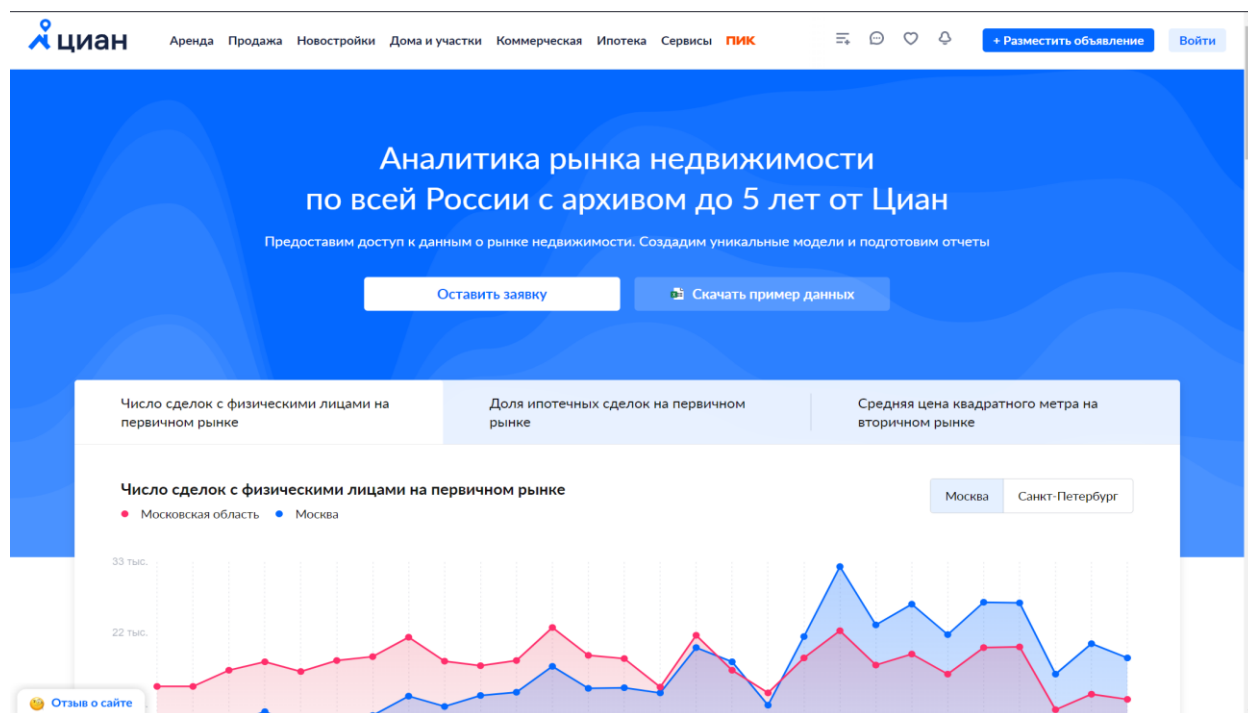 циан
Аренда Продажа Новостройки Дома и участки Коммерческая Ипотека Сервисы ПИК
+ Разместить объявление
Войти
Аналитика рынка недвижимости
по всей России с архивом до 5 лет от Циан
Предоставим доступ к данным о рынке недвижимости. Создадим уникальные модели и подготовим отчеты
Оставить заявку
Скачать пример данных
Число сделок с физическими лицами на
первичном рынке
Доля ипотечных сделок на первичном
рынке
Средняя цена квадратного метра на
вторичном рынке
Число сделок с физическими лицами на первичном рынке
Московская область Москва
Москва
Санкт-Петербург
33 тыс.
22 тыс.
Отзыв о сайте